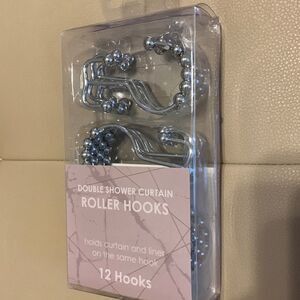 DOUBLE SHOWER CURTAIN
ROLLER HOOKS
holds curtain and liner
on the same hook
12 Hooks